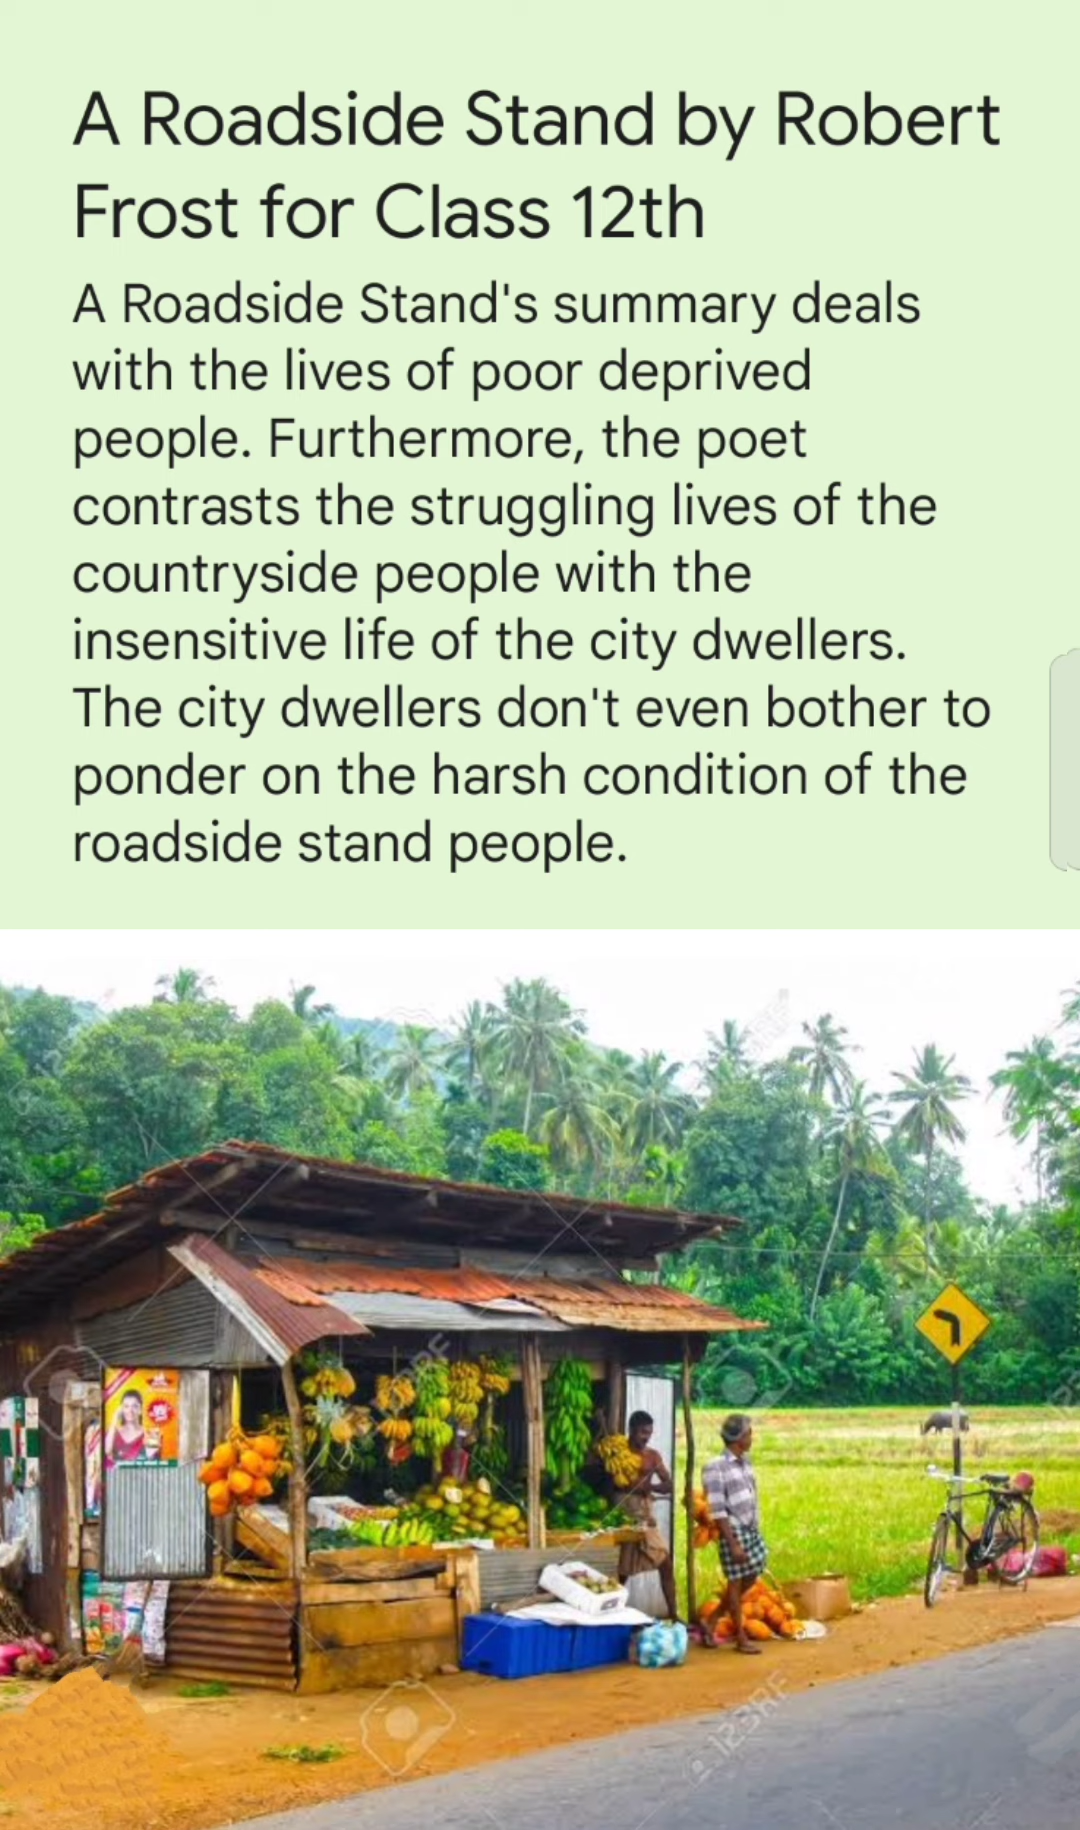 A Roadside Stand by Robert
Frost for Class 12th
A Roadside Stand's summary deals
with the lives of poor deprived
people. Furthermore, the poet
contrasts the struggling lives of the
countryside people with the
insensitive life of the city dwellers.
The city dwellers don't even bother to
ponder on the harsh condition of the
roadside stand people.
123RF